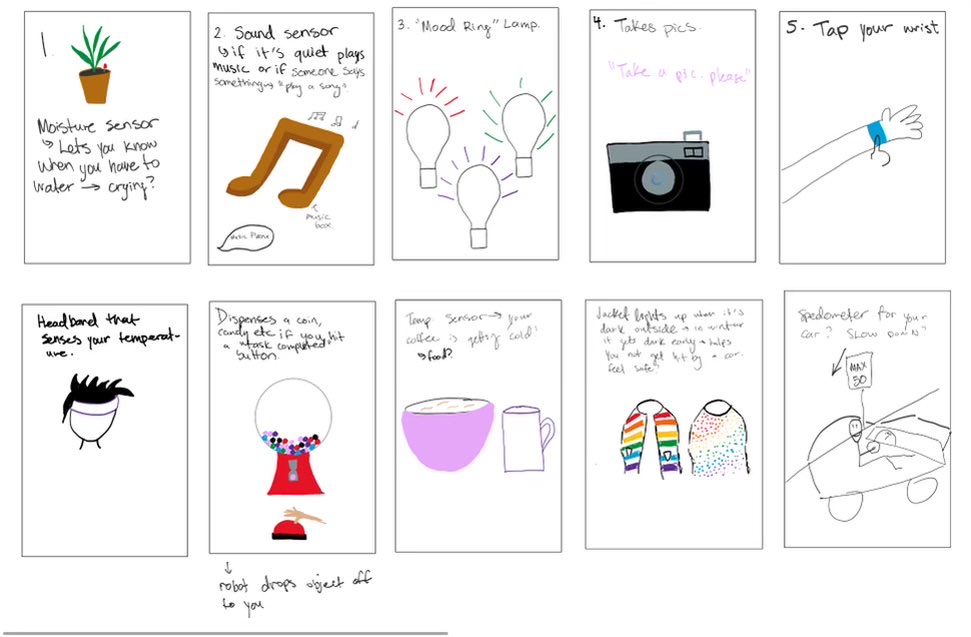 1.
Moisture sensor
↳ Lets you know
when you have to
water → crying?
2. Sound sensor
↳ if it's quiet plays
music or if someone says
something → "play a song".
↑
music
box.
Music Please
3. "Mood Ring" Lamp.
4. Takes pics.
"Take a pic. please"
5. Tap your wrist
Headband that
senses your temperat-
ure.
Dispenses a coin,
candy etc if you hit
a task completed
button.
↓
robot drops object off
to you
Temp sensor → your
coffee is getting cold!
↳ food?
Jacket lights up when it's
dark outside → in winter
it gets dark early → helps
you not get hit by a car.
feel safe?
Spedometer for your
car? Slow down?
MAX
50